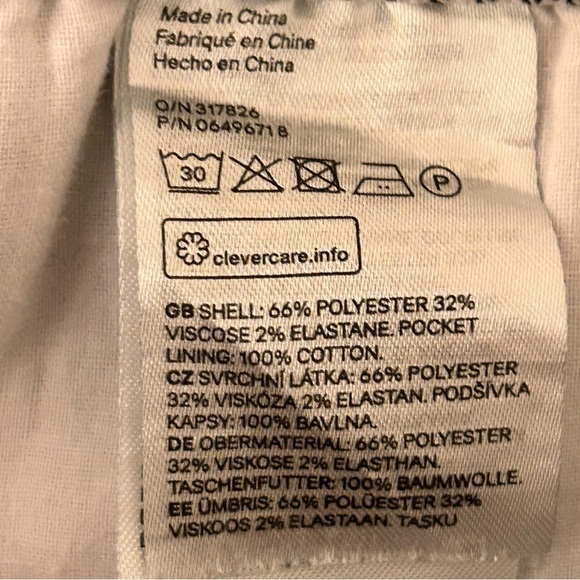 Made in China
Fabriqué en Chine
Hecho en China
O/N 317826
P/N 0649671 8
30 P
clevercare.info
GB SHELL: 66% POLYESTER 32%
VISCOSE 2% ELASTANE. POCKET
LINING: 100% COTTON.
CZ SVRCHNÍ LÁTKA: 66% POLYESTER
32% VISKÓZA 2% ELASTAN. PODŠÍVKA
KAPSY: 100% BAVLNA.
DE OBERMATERIAL: 66% POLYESTER
32% VISKOSE 2% ELASTHAN.
TASCHENFUTTER: 100% BAUMWOLLE.
EE ÜMBRIS: 66% POLÜESTER 32%
VISKOOS 2% ELASTAAN. TASKU